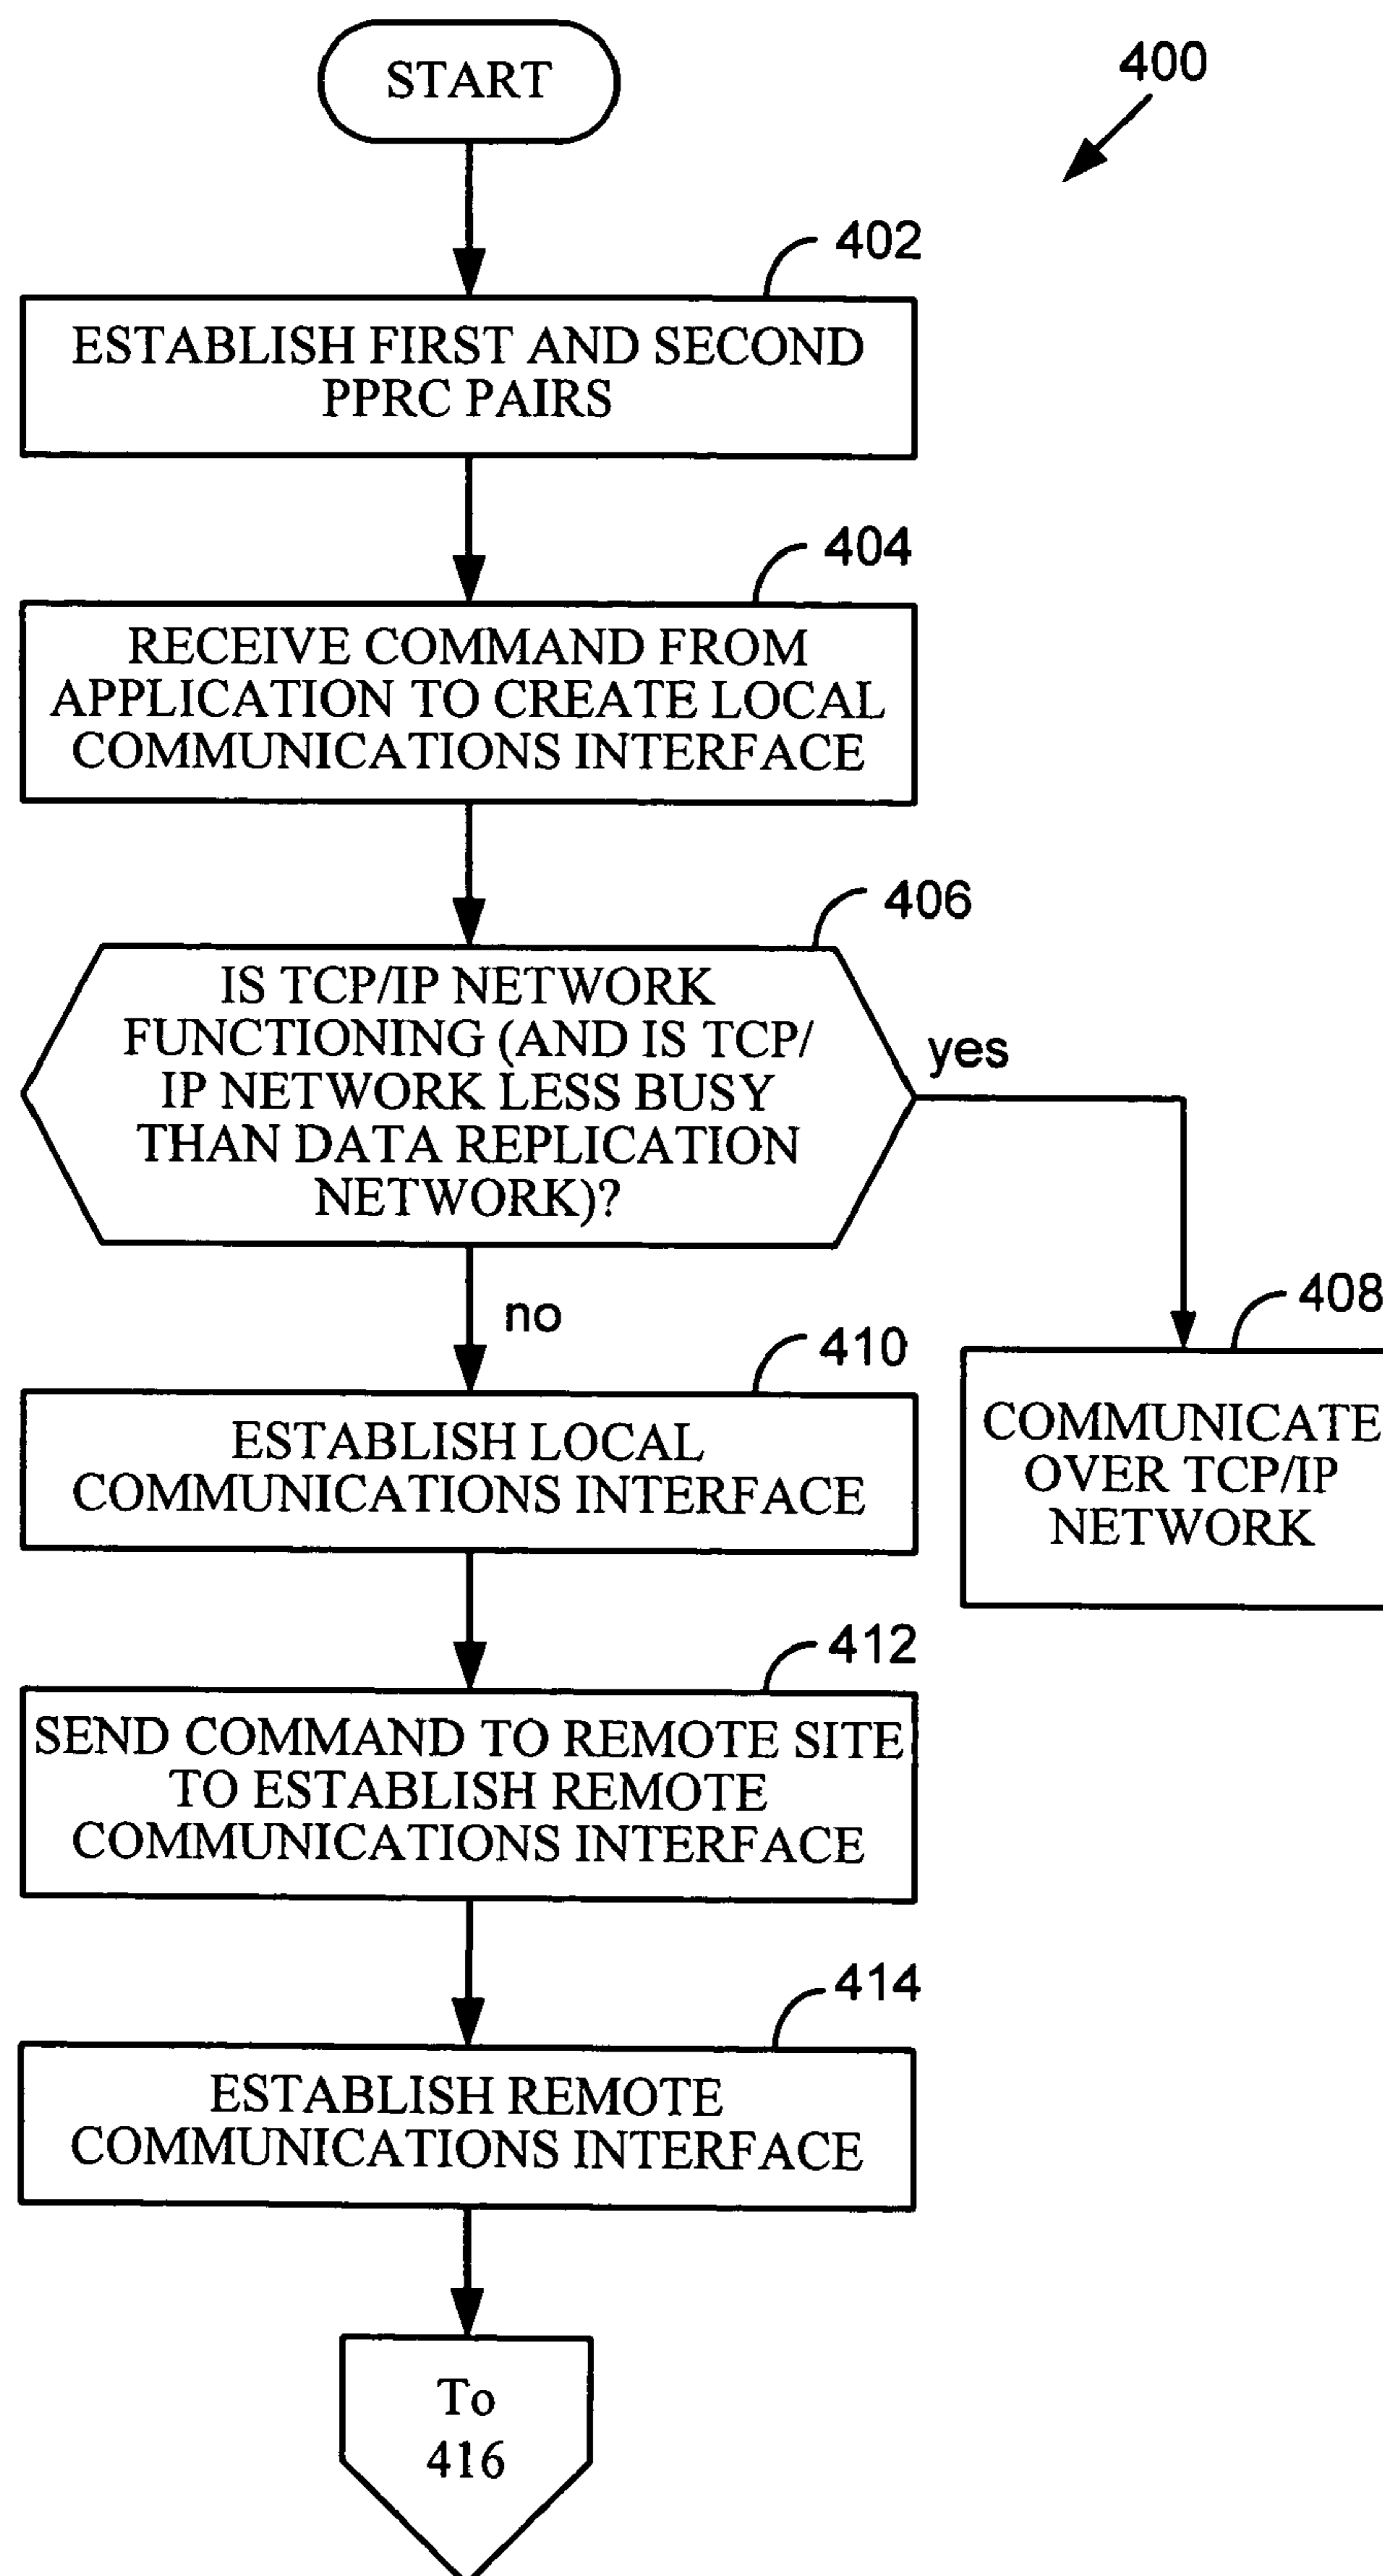 START
400
402
ESTABLISH FIRST AND SECOND
PPRC PAIRS
404
RECEIVE COMMAND FROM
APPLICATION TO CREATE LOCAL
COMMUNICATIONS INTERFACE
406
IS TCP/IP NETWORK
FUNCTIONING (AND IS TCP/
IP NETWORK LESS BUSY
THAN DATA REPLICATION
NETWORK)?
yes
no
408
COMMUNICATE
OVER TCP/IP
NETWORK
410
ESTABLISH LOCAL
COMMUNICATIONS INTERFACE
412
SEND COMMAND TO REMOTE SITE
TO ESTABLISH REMOTE
COMMUNICATIONS INTERFACE
414
ESTABLISH REMOTE
COMMUNICATIONS INTERFACE
To
416